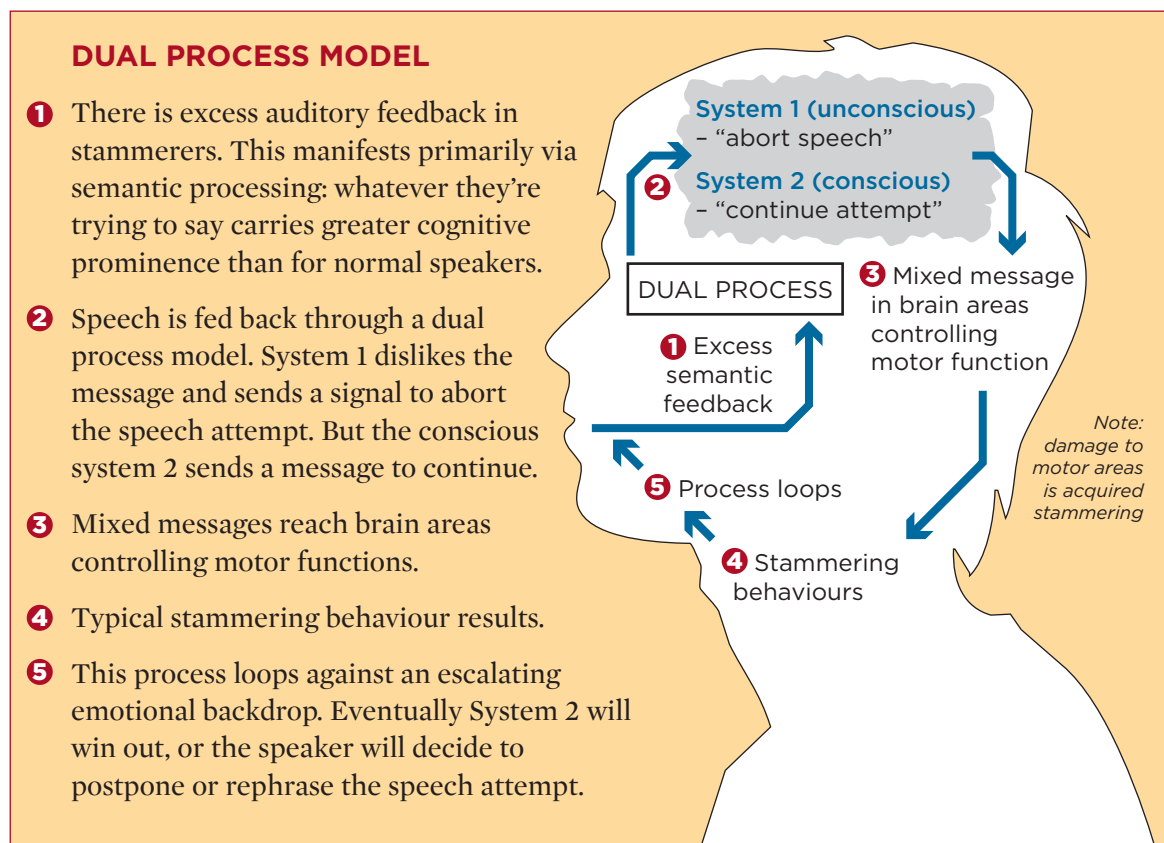 DUAL PROCESS MODEL
1 There is excess auditory feedback in
stammerers. This manifests primarily via
semantic processing: whatever they’re
trying to say carries greater cognitive
prominence than for normal speakers.
2 Speech is fed back through a dual
process model. System 1 dislikes the
message and sends a signal to abort
the speech attempt. But the conscious
system 2 sends a message to continue.
3 Mixed messages reach brain areas
controlling motor functions.
4 Typical stammering behaviour results.
5 This process loops against an escalating
emotional backdrop. Eventually System 2 will
win out, or the speaker will decide to
postpone or rephrase the speech attempt.
System 1 (unconscious)
– “abort speech”
2 System 2 (conscious)
– “continue attempt”
DUAL PROCESS
1 Excess
semantic
feedback
3 Mixed message
in brain areas
controlling
motor function
Note:
damage to
motor areas
is acquired
stammering
5 Process loops
4 Stammering
behaviours